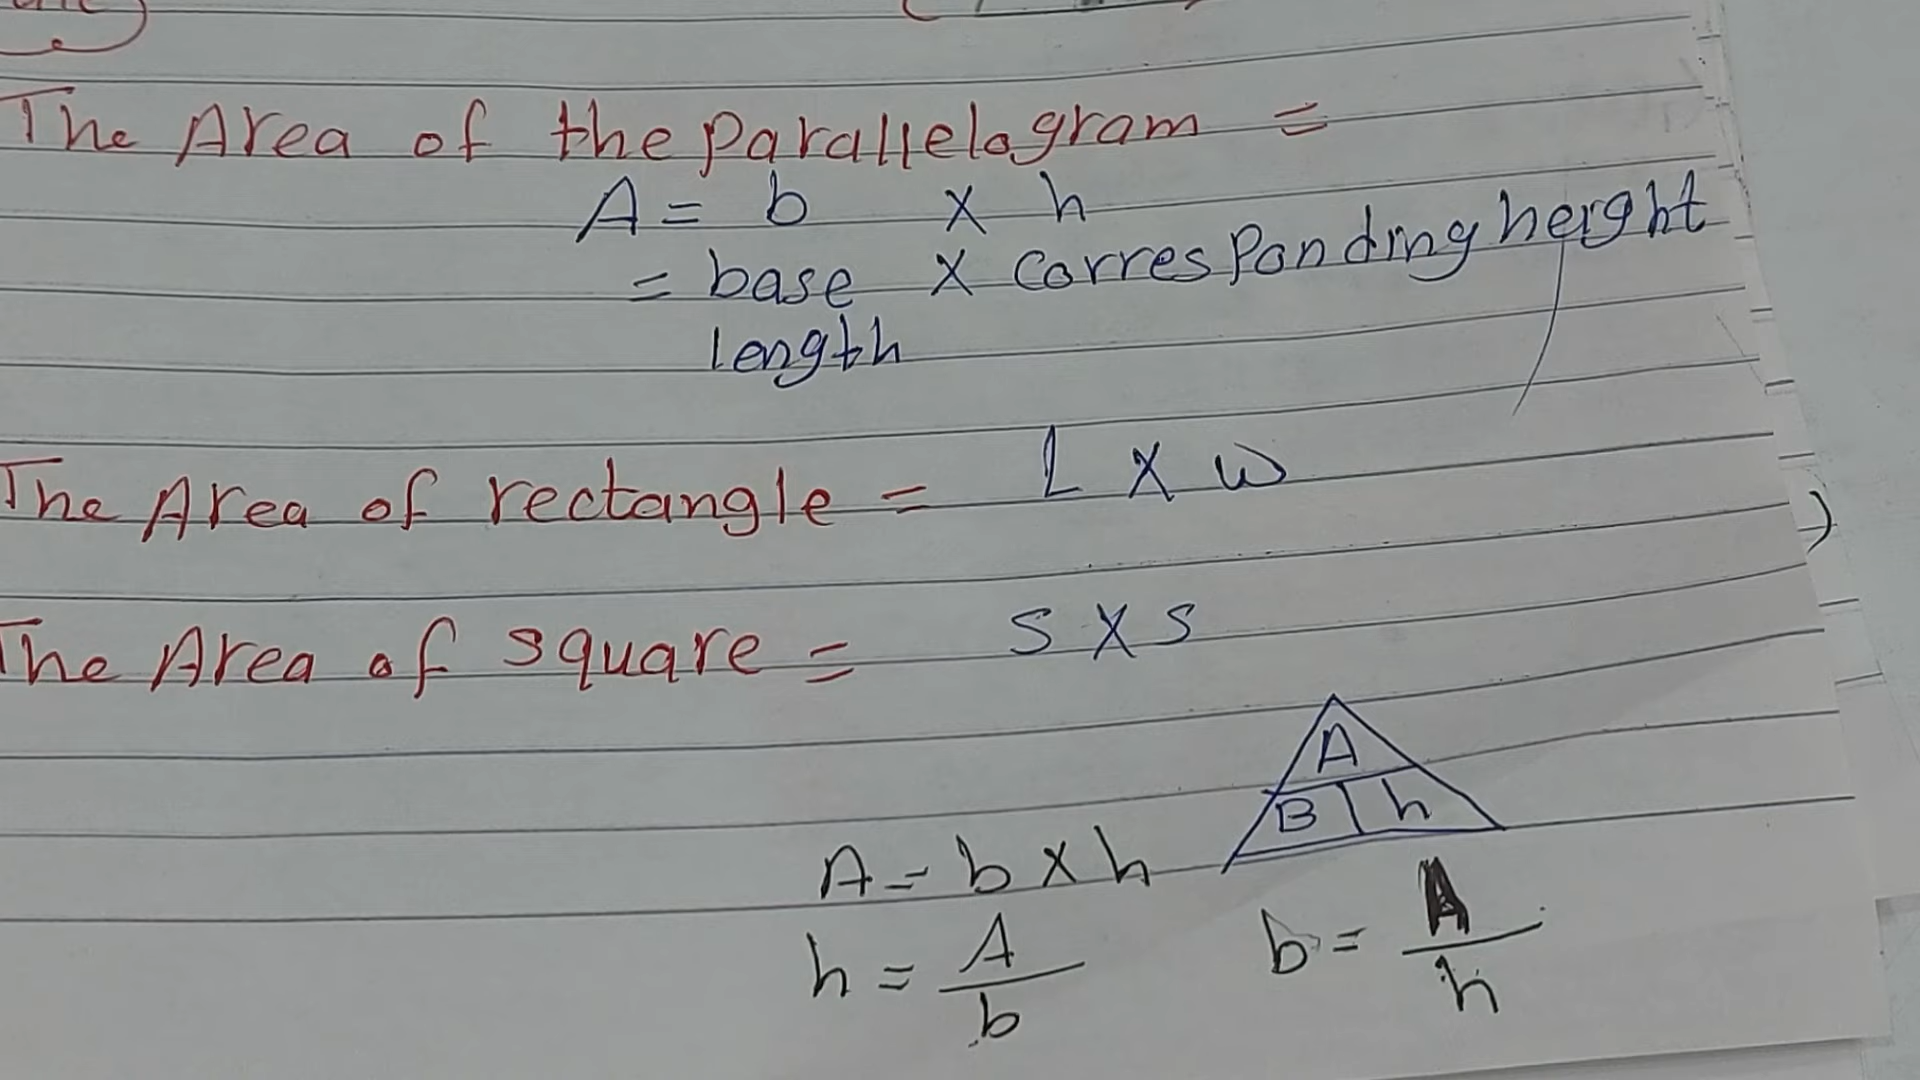 The Area of the parallelogram =
A = b x h
= base x corresponding height
length
The Area of rectangle = L x w
The Area of square = s x s
A
B h
A = b x h
h = A/b b = A/h